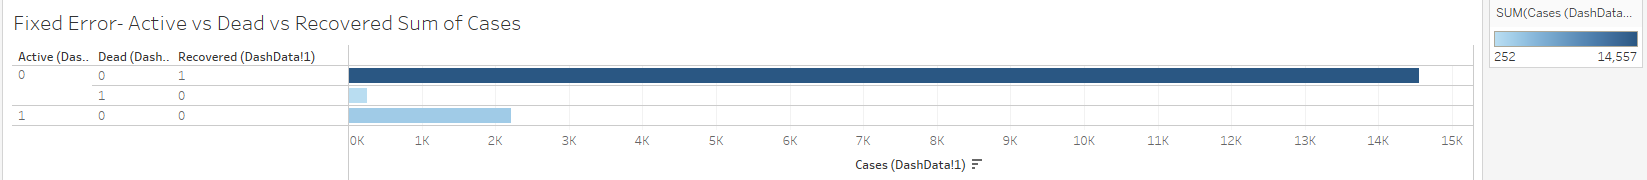 Fixed Error- Active vs Dead vs Recovered Sum of Cases
Active (Das.. Dead (Dash.. Recovered (DashData!1)
0 0 1
1 0
1 0 0
0K 1K 2K 3K 4K 5K 6K 7K 8K 9K 10K 11K 12K 13K 14K 15K
Cases (DashData!1)
SUM(Cases (DashData...
252 14,557